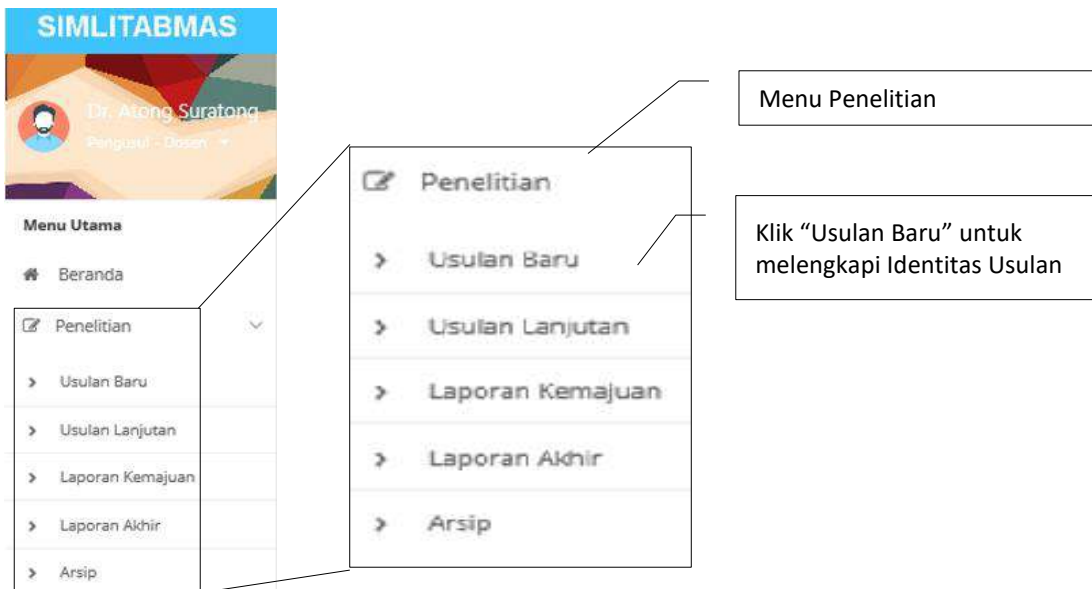 SIMLITABMAS
Dr. Atong Suratong
Pengusul - Dosen
Menu Utama
Beranda
Penelitian
Usulan Baru
Usulan Lanjutan
Laporan Kemajuan
Laporan Akhir
Arsip
Penelitian
Usulan Baru
Usulan Lanjutan
Laporan Kemajuan
Laporan Akhir
Arsip
Menu Penelitian
Klik “Usulan Baru” untuk
melengkapi Identitas Usulan